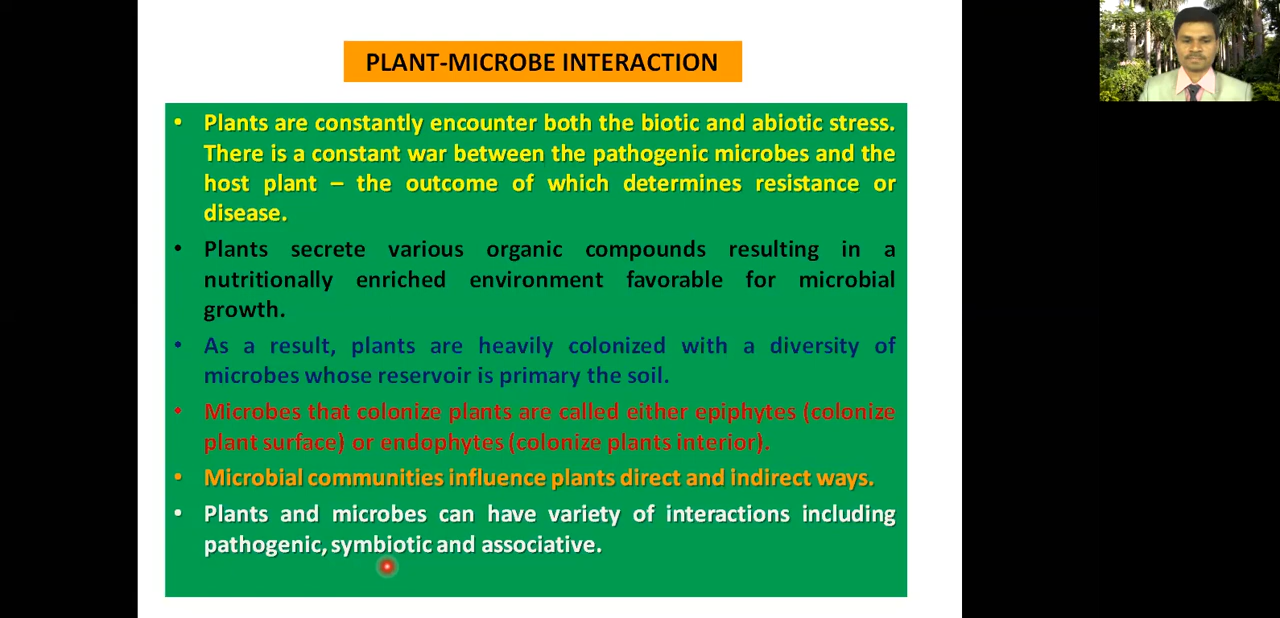 PLANT-MICROBE INTERACTION
• Plants are constantly encounter both the biotic and abiotic stress.
There is a constant war between the pathogenic microbes and the
host plant – the outcome of which determines resistance or
disease.
• Plants secrete various organic compounds resulting in a
nutritionally enriched environment favorable for microbial
growth.
• As a result, plants are heavily colonized with a diversity of
microbes whose reservoir is primary the soil.
• Microbes that colonize plants are called either epiphytes (colonize
plant surface) or endophytes (colonize plants interior).
• Microbial communities influence plants direct and indirect ways.
• Plants and microbes can have variety of interactions including
pathogenic, symbiotic and associative.